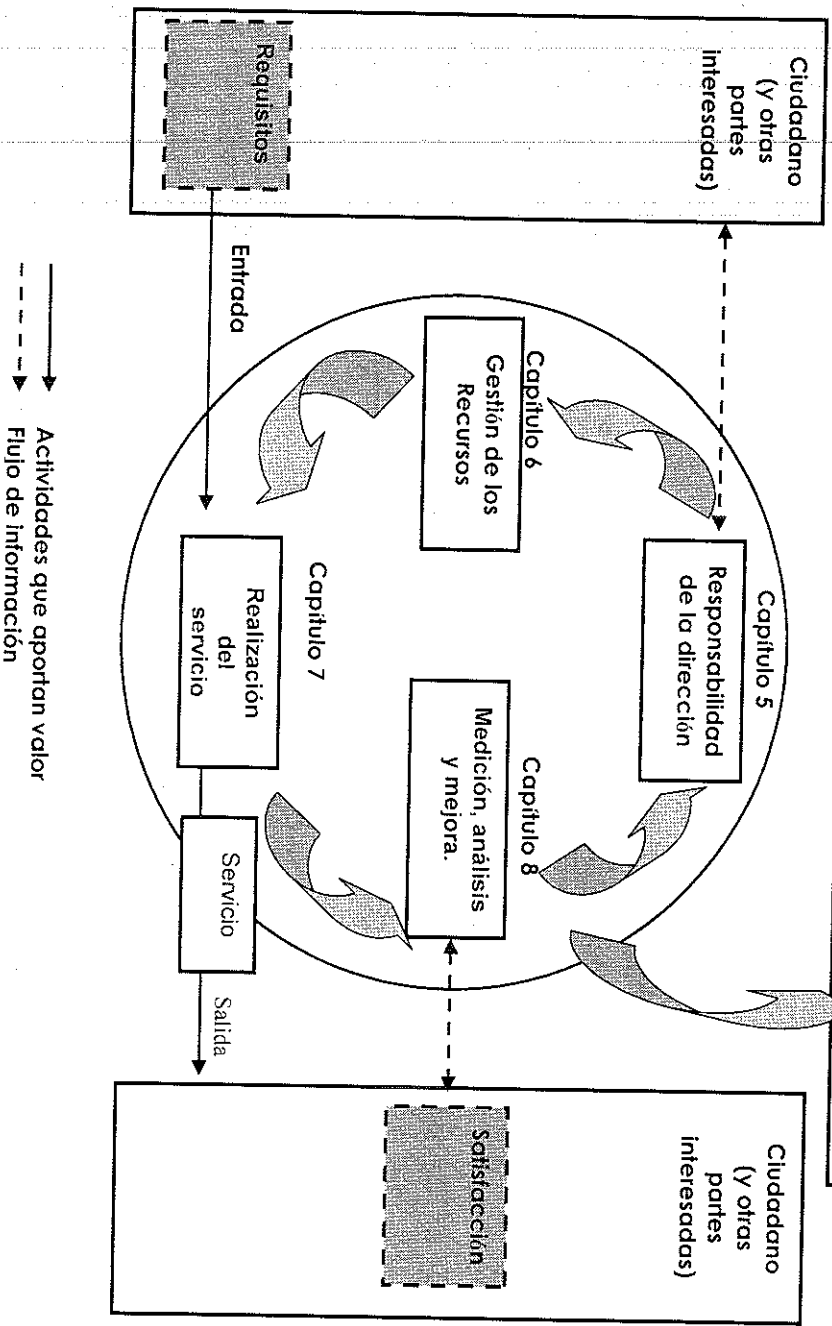 Ciudadano
(y otras
partes
interesadas)
Requisitos
Entrada
Capítulo 5
Responsabilidad
de la dirección
Capítulo 6
Gestión de los
Recursos
Capítulo 8
Medición, análisis
y mejora.
Capítulo 7
Realización
del
servicio
Servicio
Salida
Ciudadano
(y otras
partes
interesadas)
Satisfacción
Actividades que aportan valor
Flujo de información